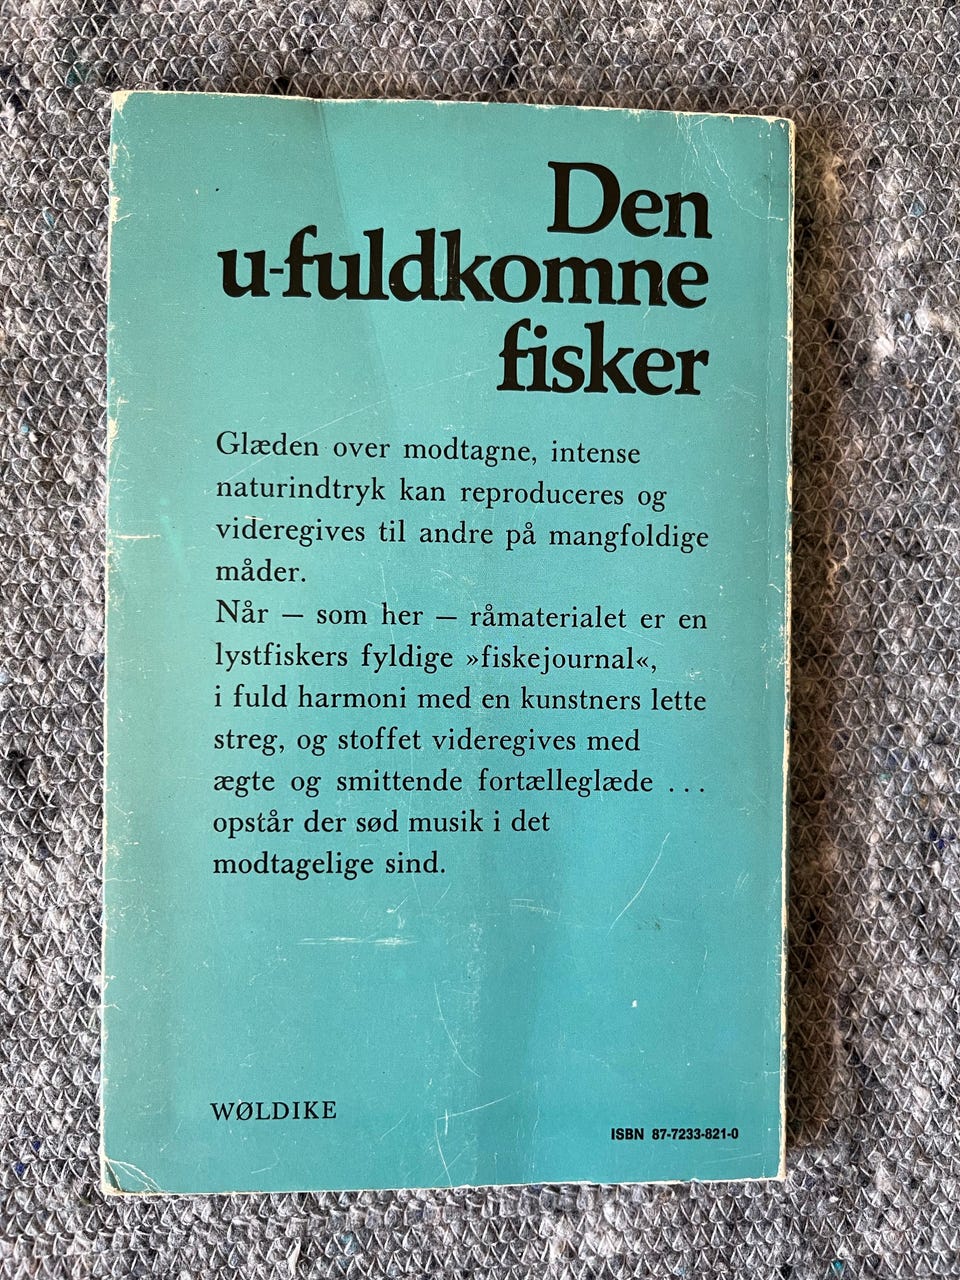 Den
u-fuldkomne
fisker
Glæden over modtagne, intense
naturindtryk kan reproduceres og
videregives til andre på mangfoldige
måder.
Når — som her — råmaterialet er en
lystfiskers fyldige »fiskejournal«,
i fuld harmoni med en kunstners lette
streg, og stoffet videregives med
ægte og smittende fortælleglæde ...
opstår der sød musik i det
modtagelige sind.
WØLDIKE
ISBN 87-7233-821-0